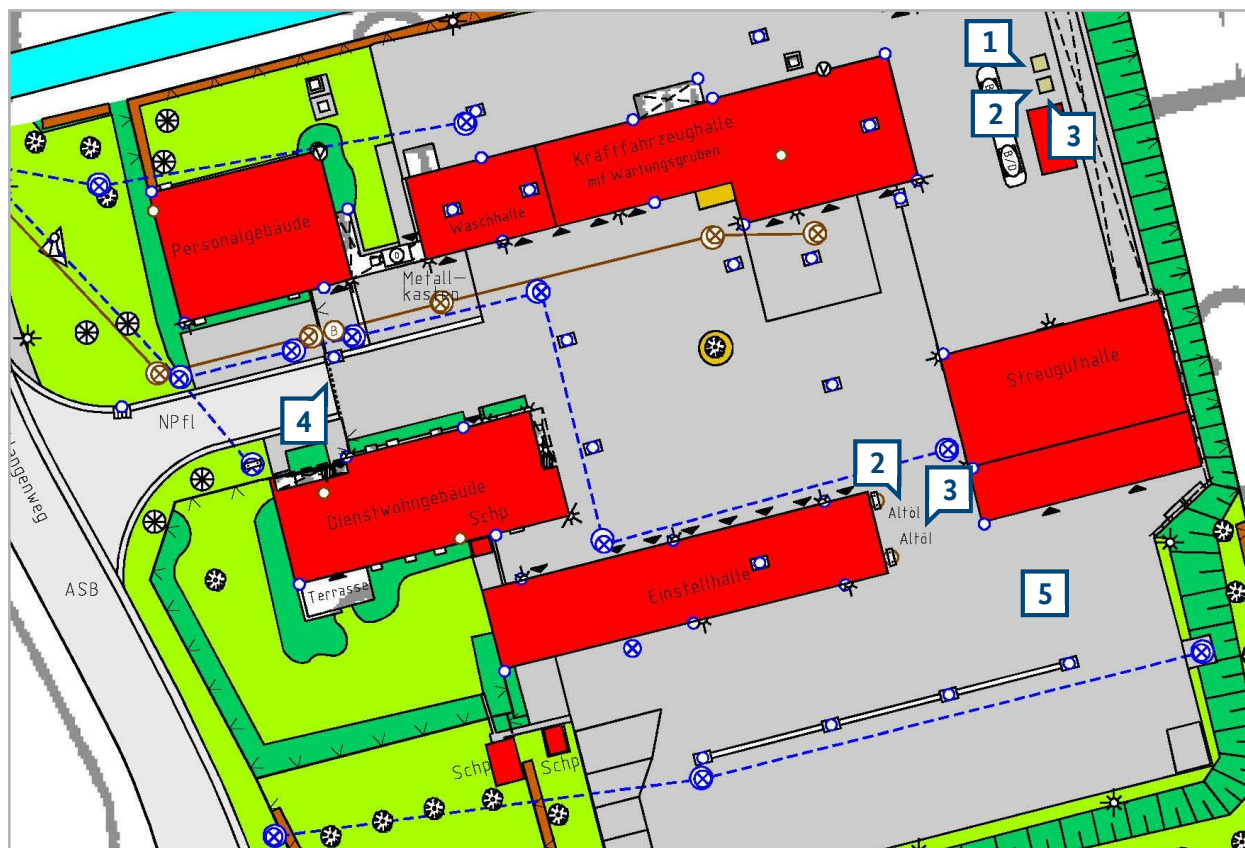 1
2
3
V
Kraftfahrzeughalle
mit Wartungsgruben
B/D
V
Personalgebäude
Waschhalle
D
Metall-
kasten
B
Streuguthalle
4
NPfl
langenweg
2
3
Altöl
Altöl
Dienstwohngebäude
Schp
ASB
Terrasse
Einstellhalle
5
Schp
Schp